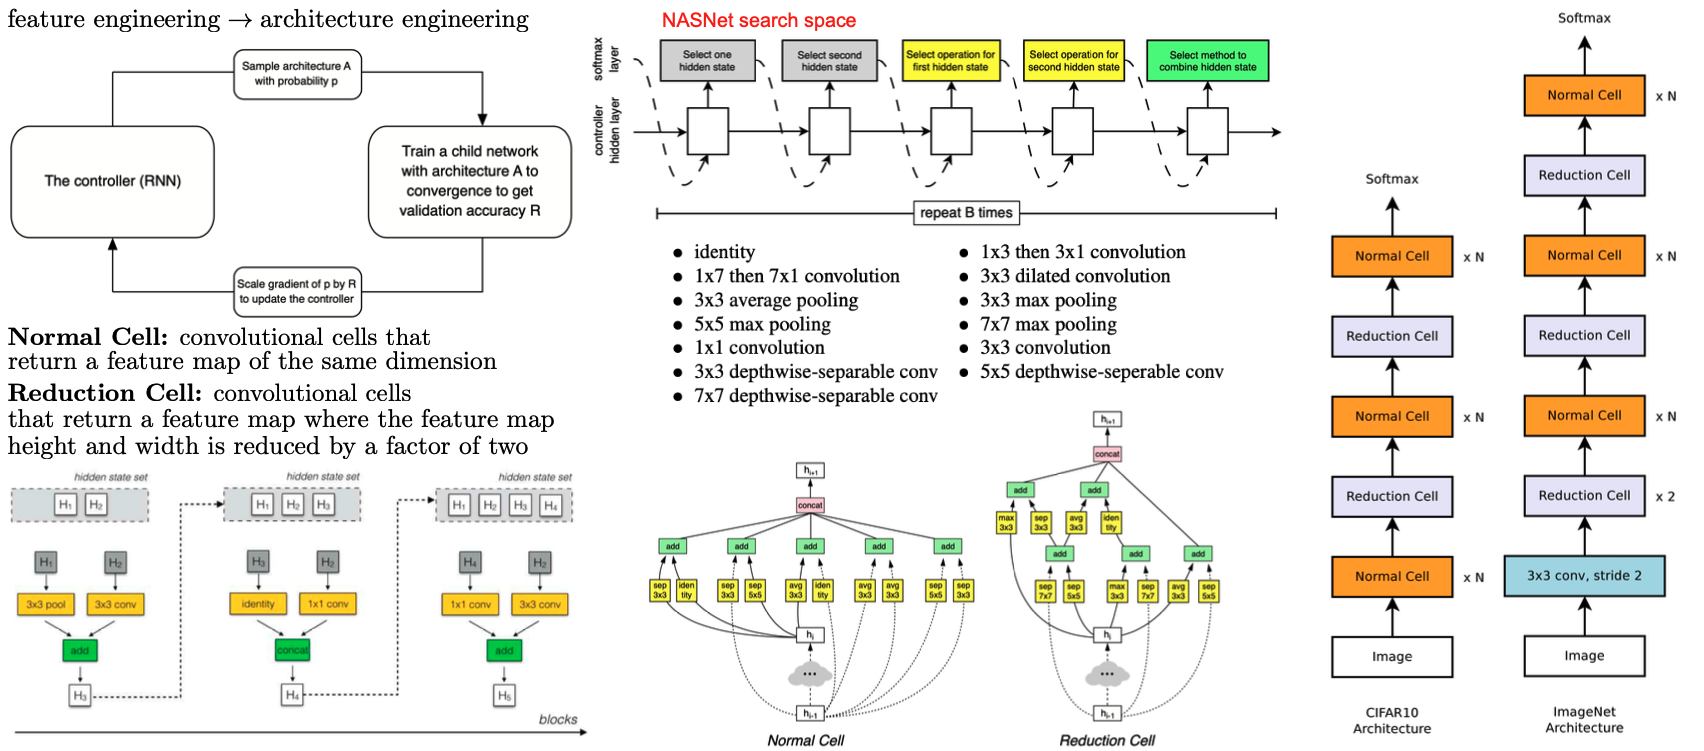 feature engineering → architecture engineering
Sample architecture A
with probability p
The controller (RNN)
Train a child network
with architecture A to
convergence to get
validation accuracy R
Scale gradient of p by R
to update the controller
Normal Cell: convolutional cells that
return a feature map of the same dimension
Reduction Cell: convolutional cells
that return a feature map where the feature map
height and width is reduced by a factor of two
hidden state set
H1 H2
H1
H2
3x3 pool
3x3 conv
add
H3
hidden state set
H1 H2 H3
H3
H2
identity
1x1 conv
concat
H4
hidden state set
H1 H2 H3 H4
H4
H2
1x1 conv
3x3 conv
add
H5
blocks
NASNet search space
softmax
layer
controller
hidden layer
Select one
hidden state
Select second
hidden state
Select operation for
first hidden state
Select operation for
second hidden state
Select method to
combine hidden state
repeat B times
● identity
● 1x7 then 7x1 convolution
● 3x3 average pooling
● 5x5 max pooling
● 1x1 convolution
● 3x3 depthwise-separable conv
● 7x7 depthwise-separable conv
● 1x3 then 3x1 convolution
● 3x3 dilated convolution
● 3x3 max pooling
● 7x7 max pooling
● 3x3 convolution
● 5x5 depthwise-seperable conv
hi+1
concat
add add add add add
sep
3x3
iden
tity
sep
3x3
sep
5x5
avg
3x3
iden
tity
avg
3x3
avg
3x3
sep
5x5
sep
3x3
hi
...
hi-1
Normal Cell
hi+1
concat
add add
max
3x3
sep
3x3
avg
3x3
iden
tity
add add add
sep
7x7
sep
5x5
max
3x3
sep
7x7
avg
3x3
sep
5x5
hi
...
hi-1
Reduction Cell
Softmax
Normal Cell x N
Reduction Cell
Normal Cell x N
Reduction Cell
Normal Cell x N
Image
CIFAR10
Architecture
Softmax
Normal Cell x N
Reduction Cell
Normal Cell x N
Reduction Cell
Normal Cell x N
Reduction Cell x 2
3x3 conv, stride 2
Image
ImageNet
Architecture